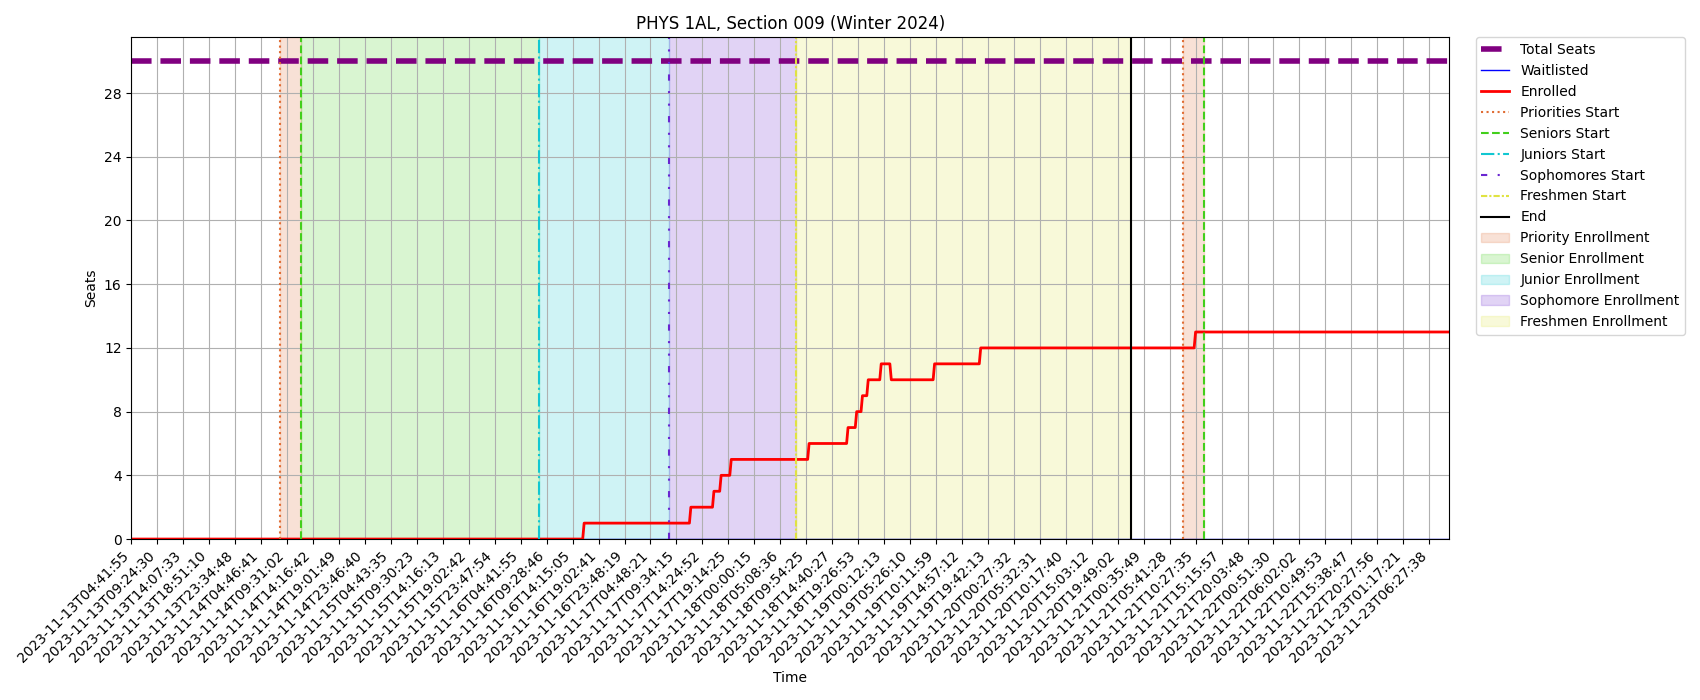 PHYS 1AL, Section 009 (Winter 2024)
Seats
28
24
20
16
12
8
4
0
2023-11-13T04:41:55
2023-11-13T09:24:30
2023-11-13T14:07:33
2023-11-13T18:51:10
2023-11-13T23:34:48
2023-11-14T04:46:41
2023-11-14T09:31:02
2023-11-14T14:16:42
2023-11-14T19:01:49
2023-11-14T23:46:40
2023-11-15T04:43:35
2023-11-15T09:30:23
2023-11-15T14:16:13
2023-11-15T19:02:42
2023-11-15T23:47:54
2023-11-16T04:41:55
2023-11-16T09:28:46
2023-11-16T14:15:05
2023-11-16T19:02:41
2023-11-16T23:48:19
2023-11-17T04:48:21
2023-11-17T09:34:15
2023-11-17T14:24:52
2023-11-17T19:14:25
2023-11-18T00:00:15
2023-11-18T05:08:36
2023-11-18T09:54:25
2023-11-18T14:40:27
2023-11-18T19:26:53
2023-11-19T00:12:13
2023-11-19T05:26:10
2023-11-19T10:11:59
2023-11-19T14:57:12
2023-11-19T19:42:13
2023-11-20T00:27:32
2023-11-20T05:32:31
2023-11-20T10:17:40
2023-11-20T15:03:12
2023-11-20T19:49:02
2023-11-21T00:35:49
2023-11-21T05:41:28
2023-11-21T10:27:35
2023-11-21T15:15:57
2023-11-21T20:03:48
2023-11-22T00:51:30
2023-11-22T06:02:02
2023-11-22T10:49:53
2023-11-22T15:38:47
2023-11-22T20:27:56
2023-11-23T01:17:21
2023-11-23T06:27:38
Time
Total Seats
Waitlisted
Enrolled
Priorities Start
Seniors Start
Juniors Start
Sophomores Start
Freshmen Start
End
Priority Enrollment
Senior Enrollment
Junior Enrollment
Sophomore Enrollment
Freshmen Enrollment